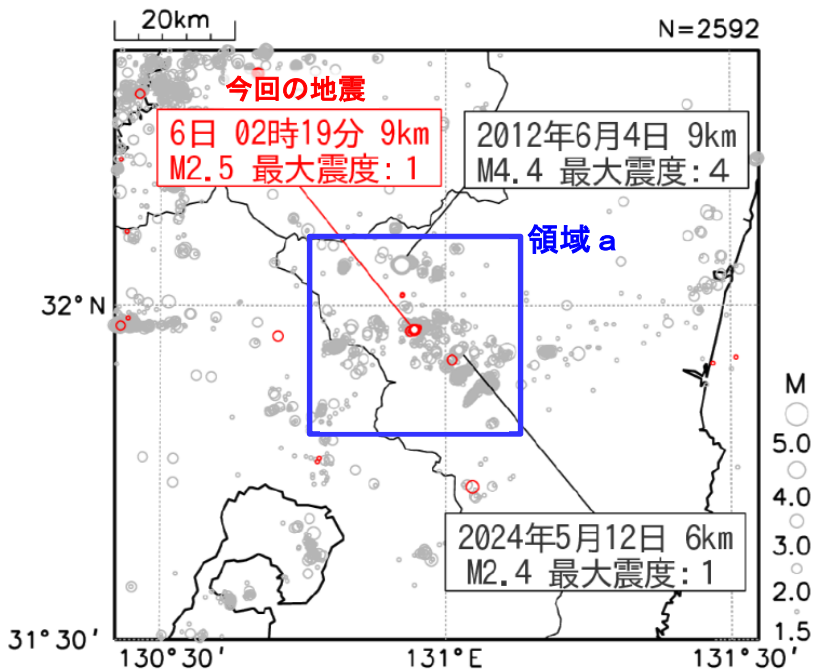 20km
N=2592
今回の地震
6日 02時19分 9km
M2.5 最大震度:1
2012年6月4日 9km
M4.4 最大震度:4
領域a
32°N
M
5.0
4.0
3.0
2.0
1.5
2024年5月12日 6km
M2.4 最大震度:1
31°30′
130°30′
131°E
131°30′